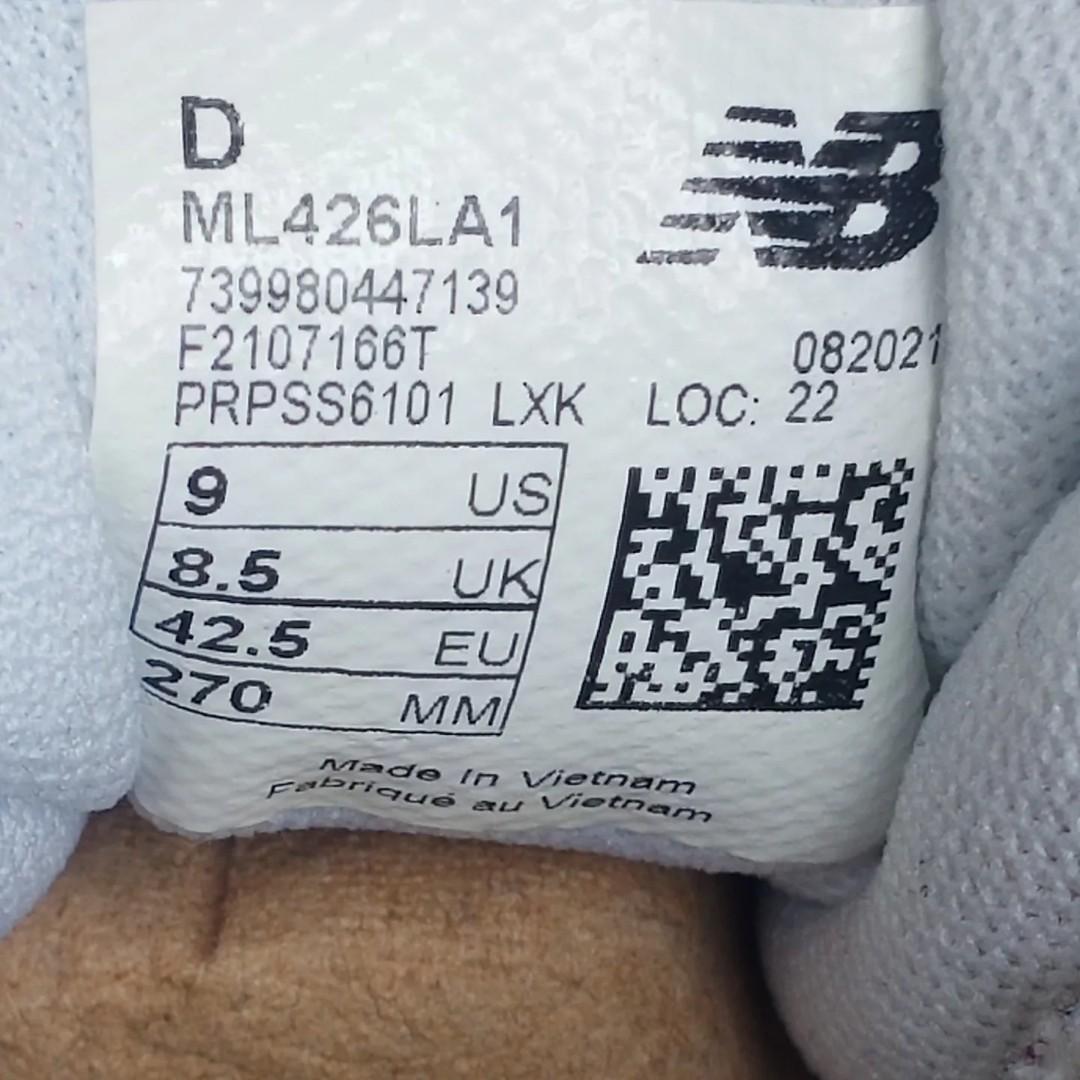 D
NB
ML426LA1
739980447139
F2107166T 082021
PRPSS6101 LXK LOC: 22
9 US
8.5 UK
42.5 EU
270 MM
Made In Vietnam
Fabriqué au Vietnam